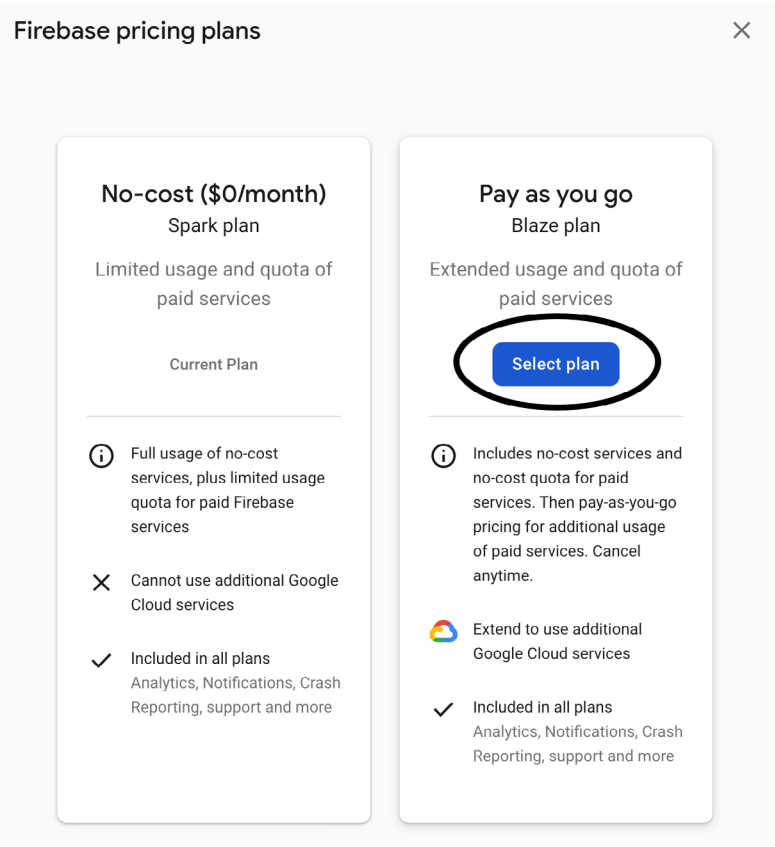 Firebase pricing plans
No-cost ($0/month)
Spark plan
Limited usage and quota of
paid services
Current Plan
Full usage of no-cost
services, plus limited usage
quota for paid Firebase
services
Cannot use additional Google
Cloud services
Included in all plans
Analytics, Notifications, Crash
Reporting, support and more
Pay as you go
Blaze plan
Extended usage and quota of
paid services
Select plan
Includes no-cost services and
no-cost quota for paid
services. Then pay-as-you-go
pricing for additional usage
of paid services. Cancel
anytime.
Extend to use additional
Google Cloud services
Included in all plans
Analytics, Notifications, Crash
Reporting, support and more